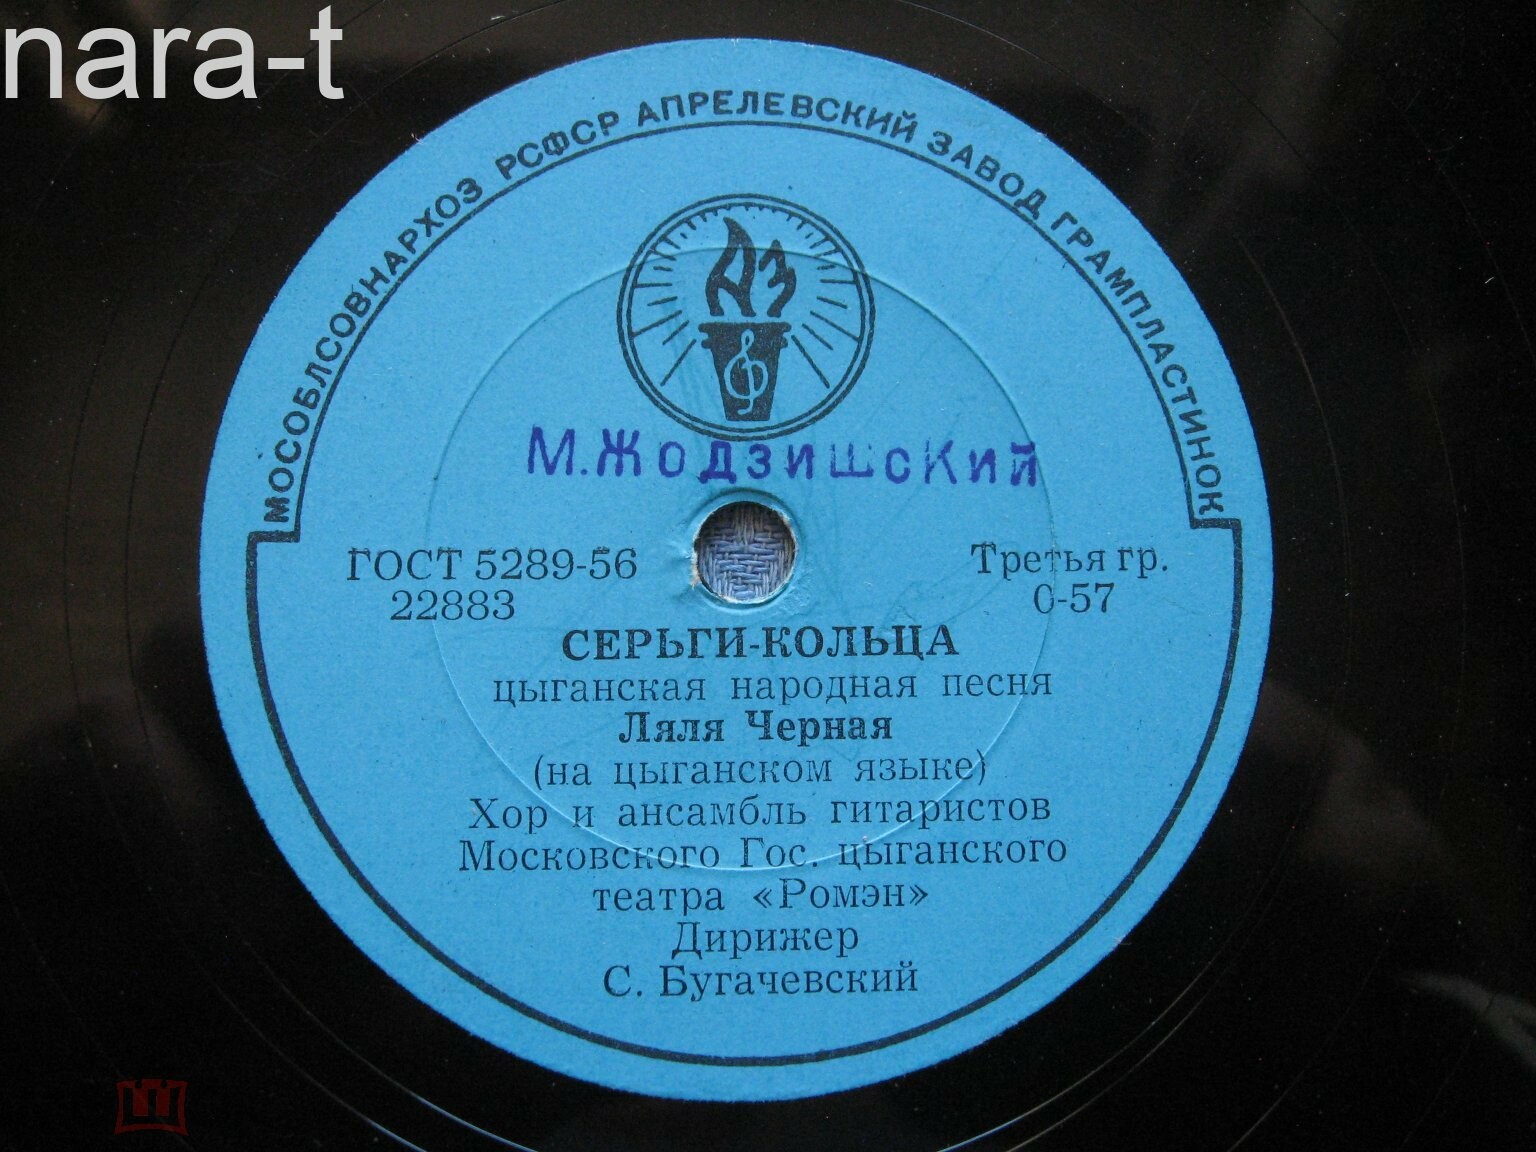 nara-t
МОСОБЛСОВНАРХОЗ РСФСР АПРЕЛЕВСКИЙ ЗАВОД ГРАМПЛАСТИНОК
АЗ
М.Жодзишский
ГОСТ 5289-56
22883
Третья гр.
0-57
СЕРЬГИ-КОЛЬЦА
цыганская народная песня
Ляля Черная
(на цыганском языке)
Хор и ансамбль гитаристов
Московского Гос. цыганского
театра «Ромэн»
Дирижер
С. Бугачевский